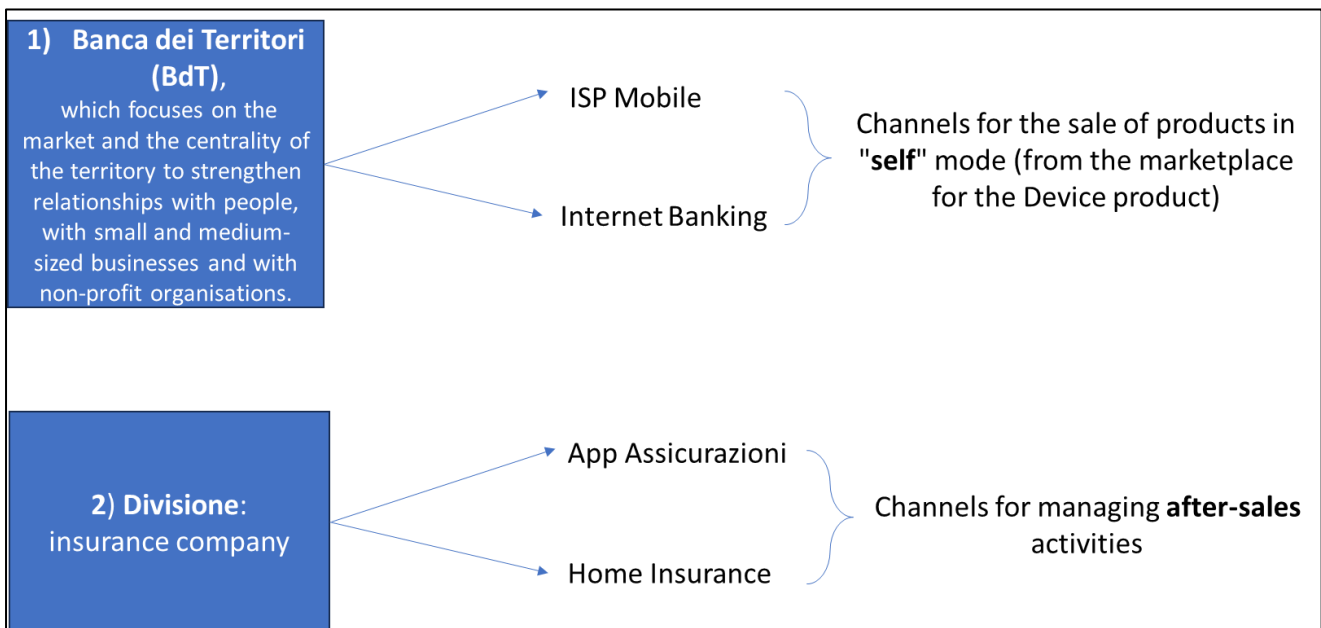 1) Banca dei Territori
(BdT),
which focuses on the
market and the centrality of
the territory to strengthen
relationships with people,
with small and medium-
sized businesses and with
non-profit organisations.
ISP Mobile
Internet Banking
Channels for the sale of products in
"self" mode (from the marketplace
for the Device product)
2) Divisione:
insurance company
App Assicurazioni
Home Insurance
Channels for managing after-sales
activities